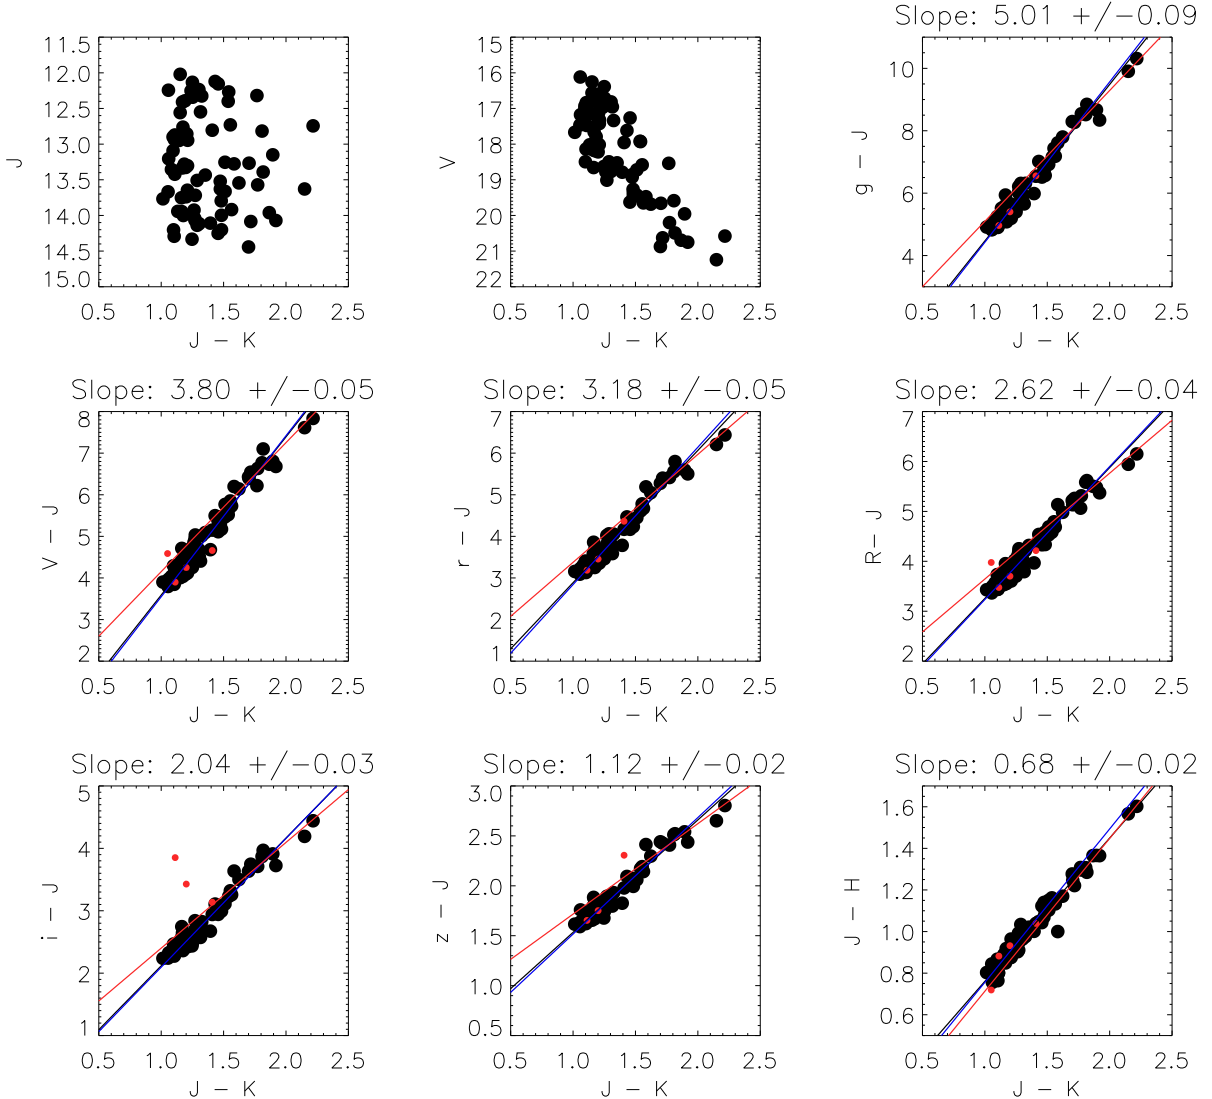 Slope: 5.01 +/-0.09
11.5
12.0
12.5
13.0
13.5
14.0
14.5
15.0
J
0.5 1.0 1.5 2.0 2.5
J - K
15
16
17
18
19
20
21
22
V
0.5 1.0 1.5 2.0 2.5
J - K
10
8
6
4
g - J
0.5 1.0 1.5 2.0 2.5
J - K
Slope: 3.80 +/-0.05
8
7
6
5
4
3
2
V - J
0.5 1.0 1.5 2.0 2.5
J - K
Slope: 3.18 +/-0.05
7
6
5
4
3
2
1
r - J
0.5 1.0 1.5 2.0 2.5
J - K
Slope: 2.62 +/-0.04
7
6
5
4
3
2
R- J
0.5 1.0 1.5 2.0 2.5
J - K
Slope: 2.04 +/-0.03
5
4
3
2
1
i - J
0.5 1.0 1.5 2.0 2.5
J - K
Slope: 1.12 +/-0.02
3.0
2.5
2.0
1.5
1.0
0.5
z - J
0.5 1.0 1.5 2.0 2.5
J - K
Slope: 0.68 +/-0.02
1.6
1.4
1.2
1.0
0.8
0.6
J - H
0.5 1.0 1.5 2.0 2.5
J - K